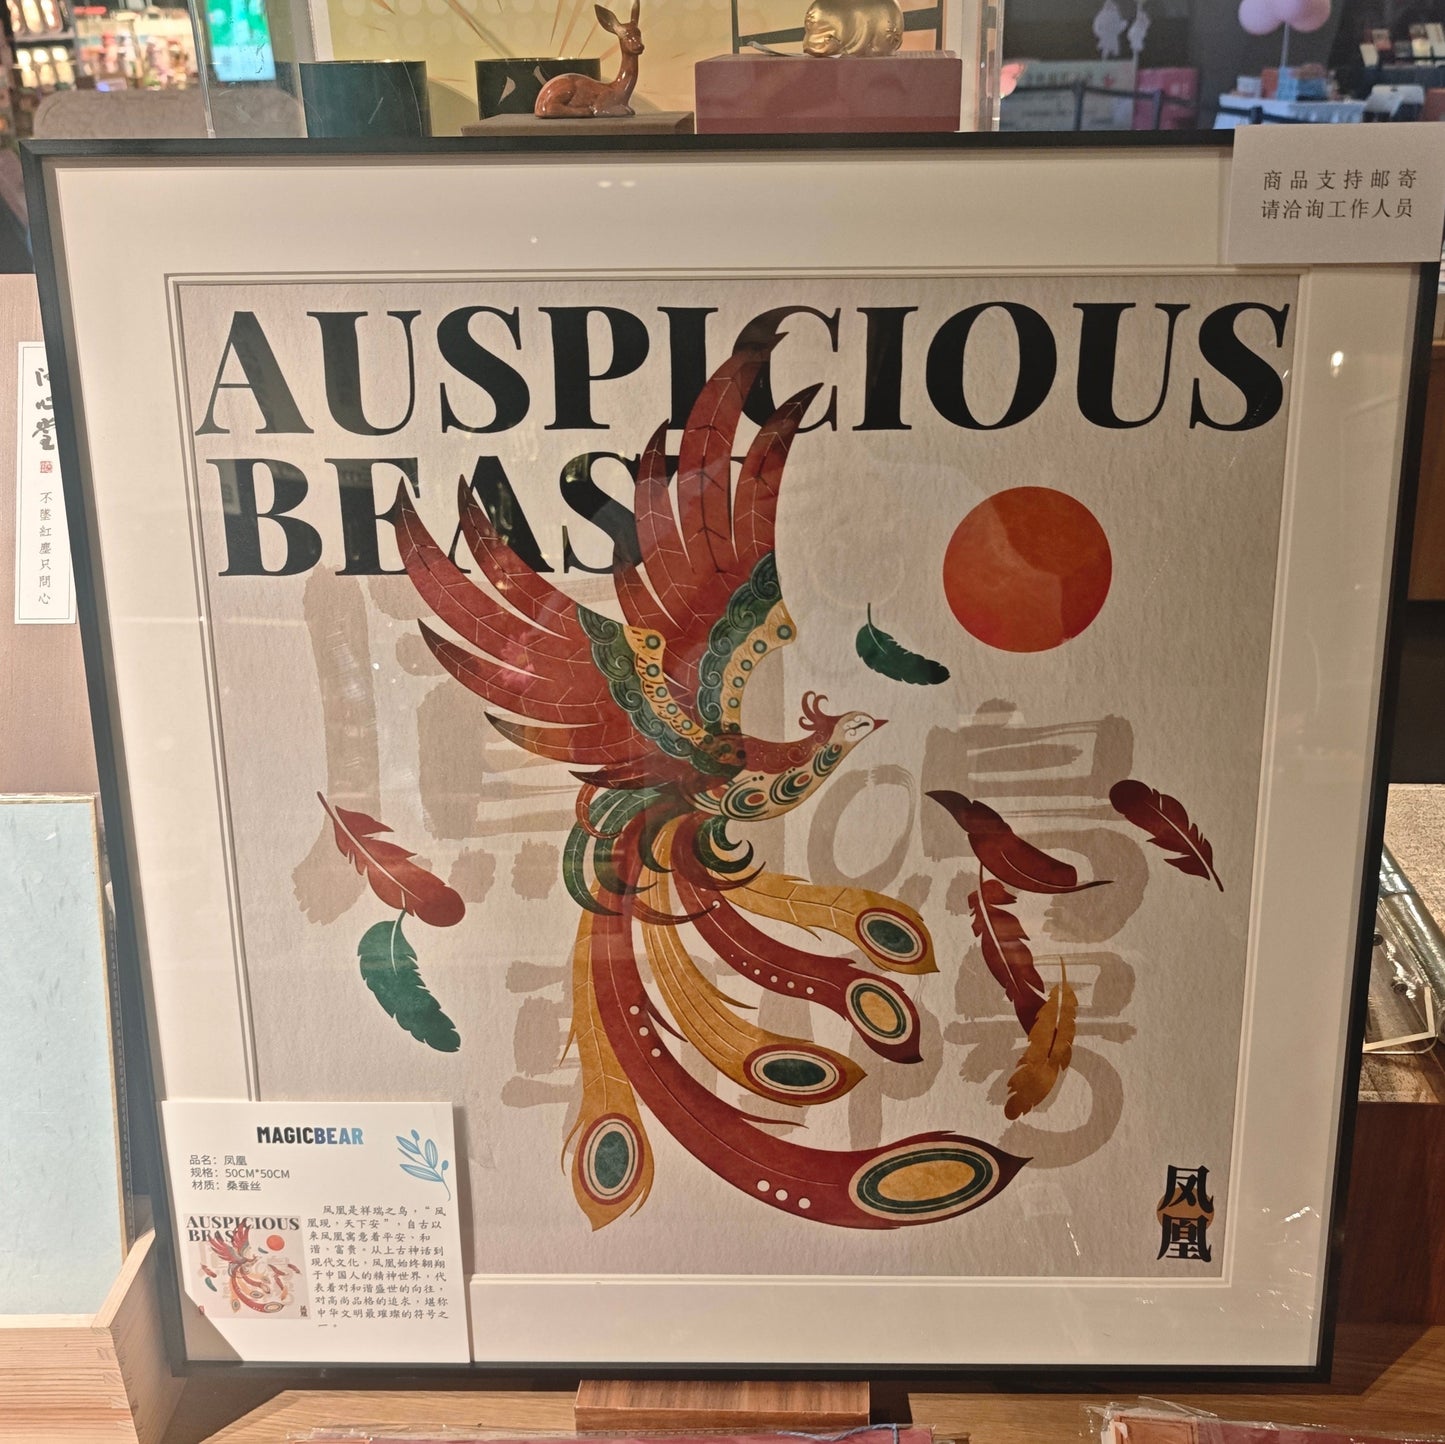 商品支持邮寄
请洽询工作人员
AUSPICIOUS
BEAST
问心堂
不墜紅塵只問心
凤凰
MAGICBEAR
品名：凤凰
规格：50CM*50CM
材质：桑蚕丝
凤凰是祥瑞之鸟，“凤
凰现，天下安”，自古以
来凤凰寓意着平安、和
谐，富贵。从上古神话到
现代文化，凤凰始终翱翔
于中国人的精神世界，代
表着对和谐盛世的向往，
对高尚品格的追求，堪称
中华文明最璀璨的符号之
一。
AUSPICIOUS
BEAST